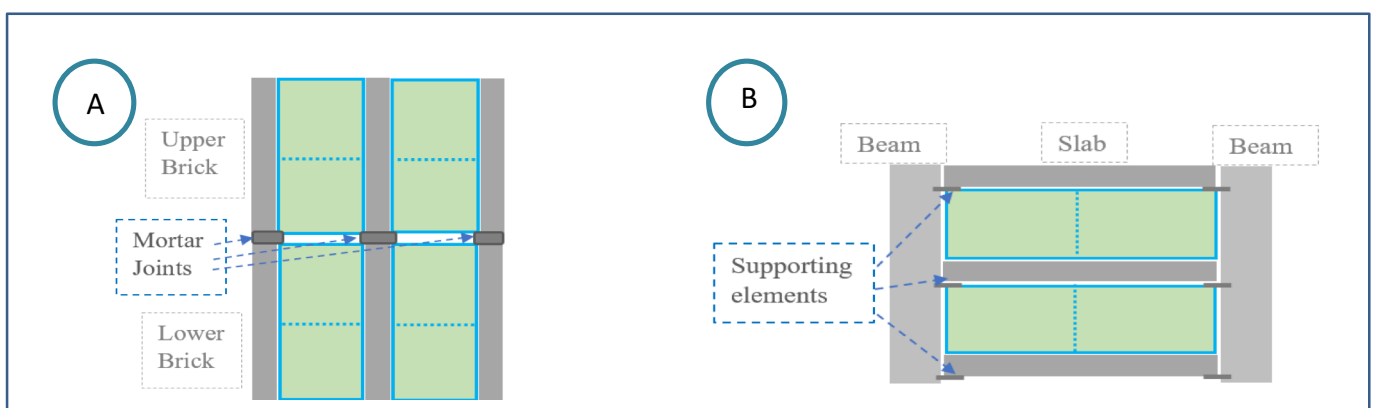 A
Upper
Brick
Mortar
Joints
Lower
Brick
B
Beam
Slab
Beam
Supporting
elements